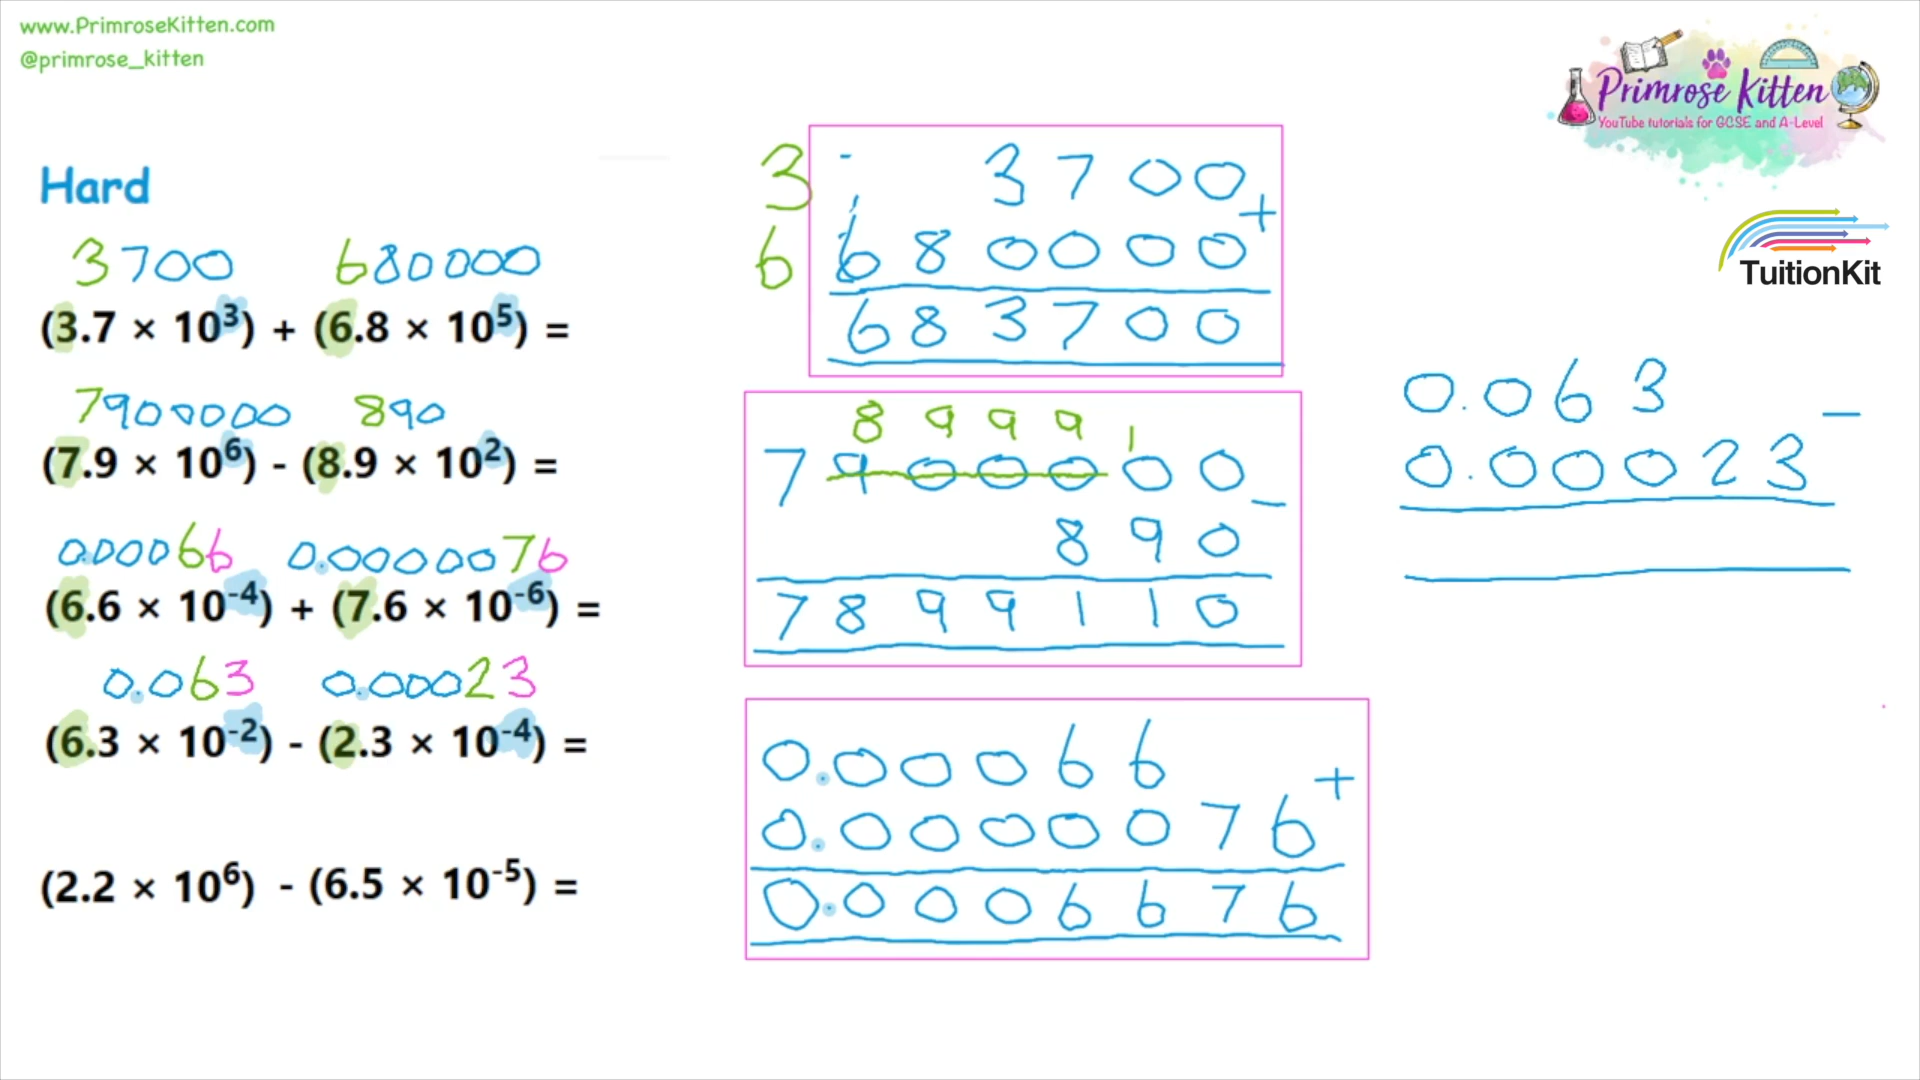 www.PrimroseKitten.com
@primrose_kitten
Primrose Kitten
YouTube tutorials for GCSE and A-Level
TuitionKit
Hard
3700 680000
(3.7 × 10³) + (6.8 × 10⁵) =
7900000 890
(7.9 × 10⁶) - (8.9 × 10²) =
0.00066 0.0000076
(6.6 × 10⁻⁴) + (7.6 × 10⁻⁶) =
0.063 0.00023
(6.3 × 10⁻²) - (2.3 × 10⁻⁴) =
(2.2 × 10⁶) - (6.5 × 10⁻⁵) =
3 3700 +
6 680000
683700
8 9 9 9 1
7900000 -
890
7899110
0.00066 +
0.0000076
0.0006676
0.063 -
0.00023